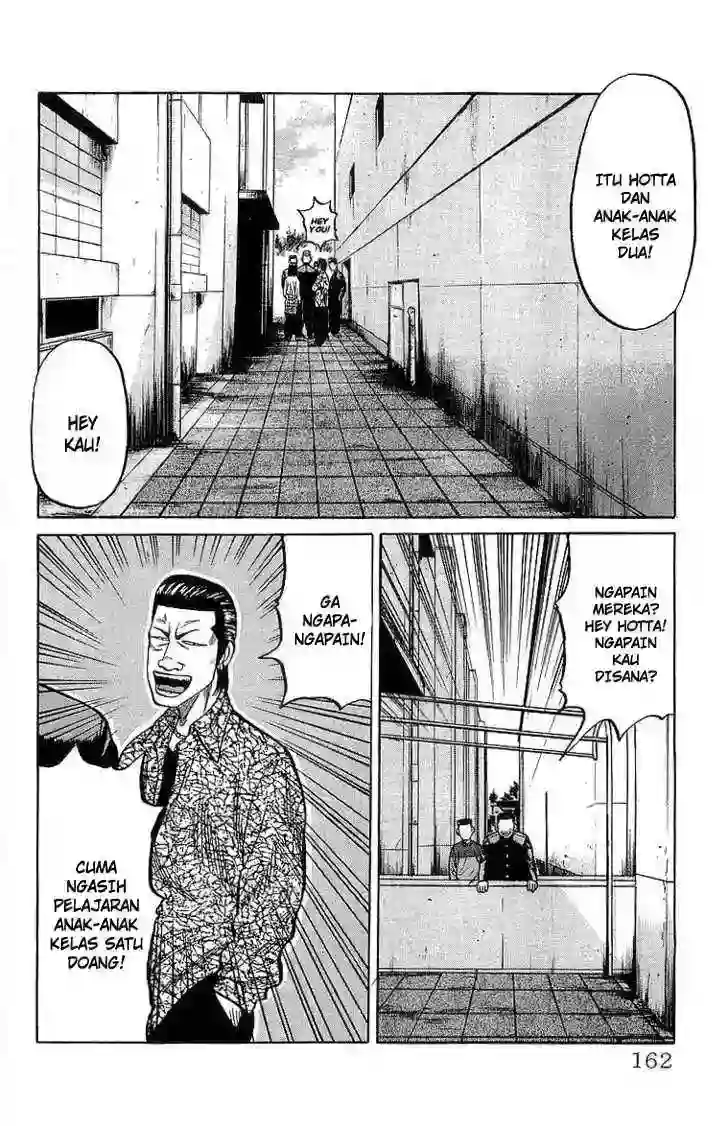 ITU HOTTA
DAN
ANAK-ANAK
KELAS
DUA!
HEY
YOU!
HEY
KAU!
NGAPAIN
MEREKA?
HEY HOTTA!
NGAPAIN
KAU
DISANA?
GA
NGAPA-
NGAPAIN!
CUMA
NGASIH
PELAJARAN
ANAK-ANAK
KELAS SATU
DOANG!
162